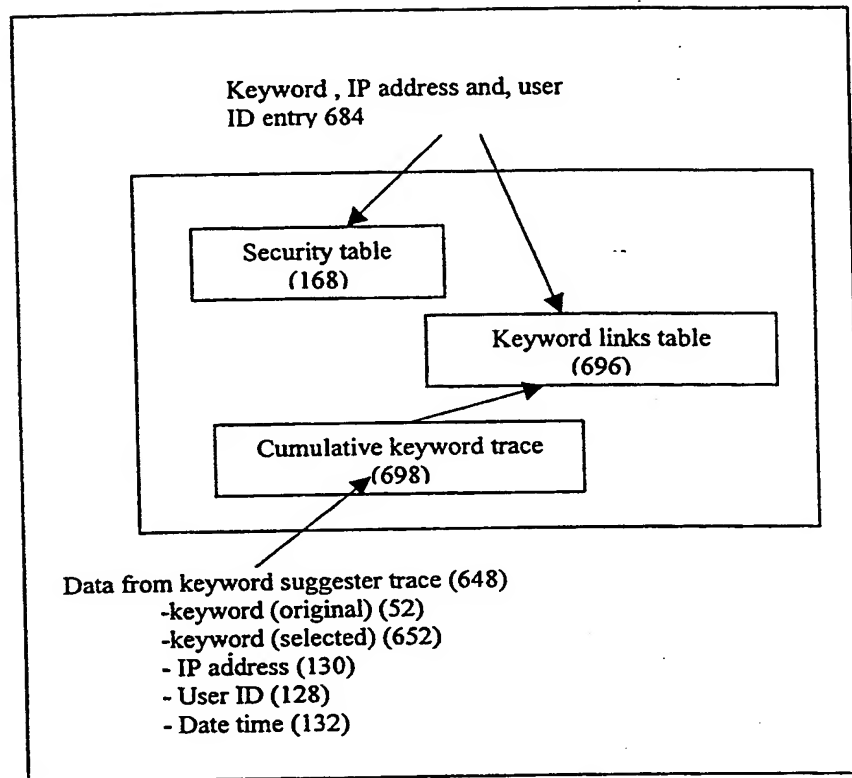 Keyword , IP address and, user
ID entry 684
Security table
(168)
Keyword links table
(696)
Cumulative keyword trace
(698)
Data from keyword suggester trace (648)
-keyword (original) (52)
-keyword (selected) (652)
- IP address (130)
- User ID (128)
- Date time (132)